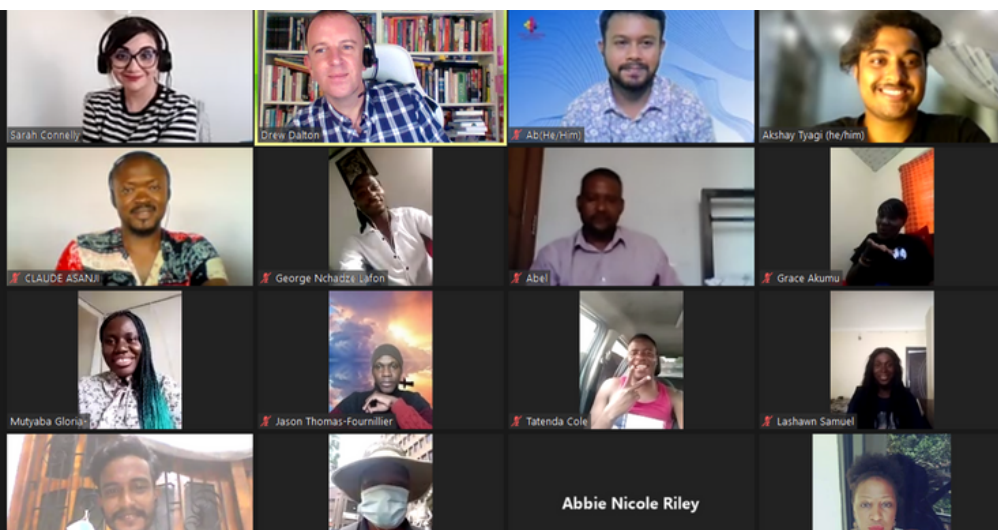 Sarah Connelly
Drew Dalton
Ab(He/Him)
Akshay Tyagi (he/him)
CLAUDE ASANJI
George Nchadze Lafon
Abel
Grace Akumu
Mutyaba Gloria-
Jason Thomas-Fournillier
Tatenda Cole
Lashawn Samuel
Abbie Nicole Riley